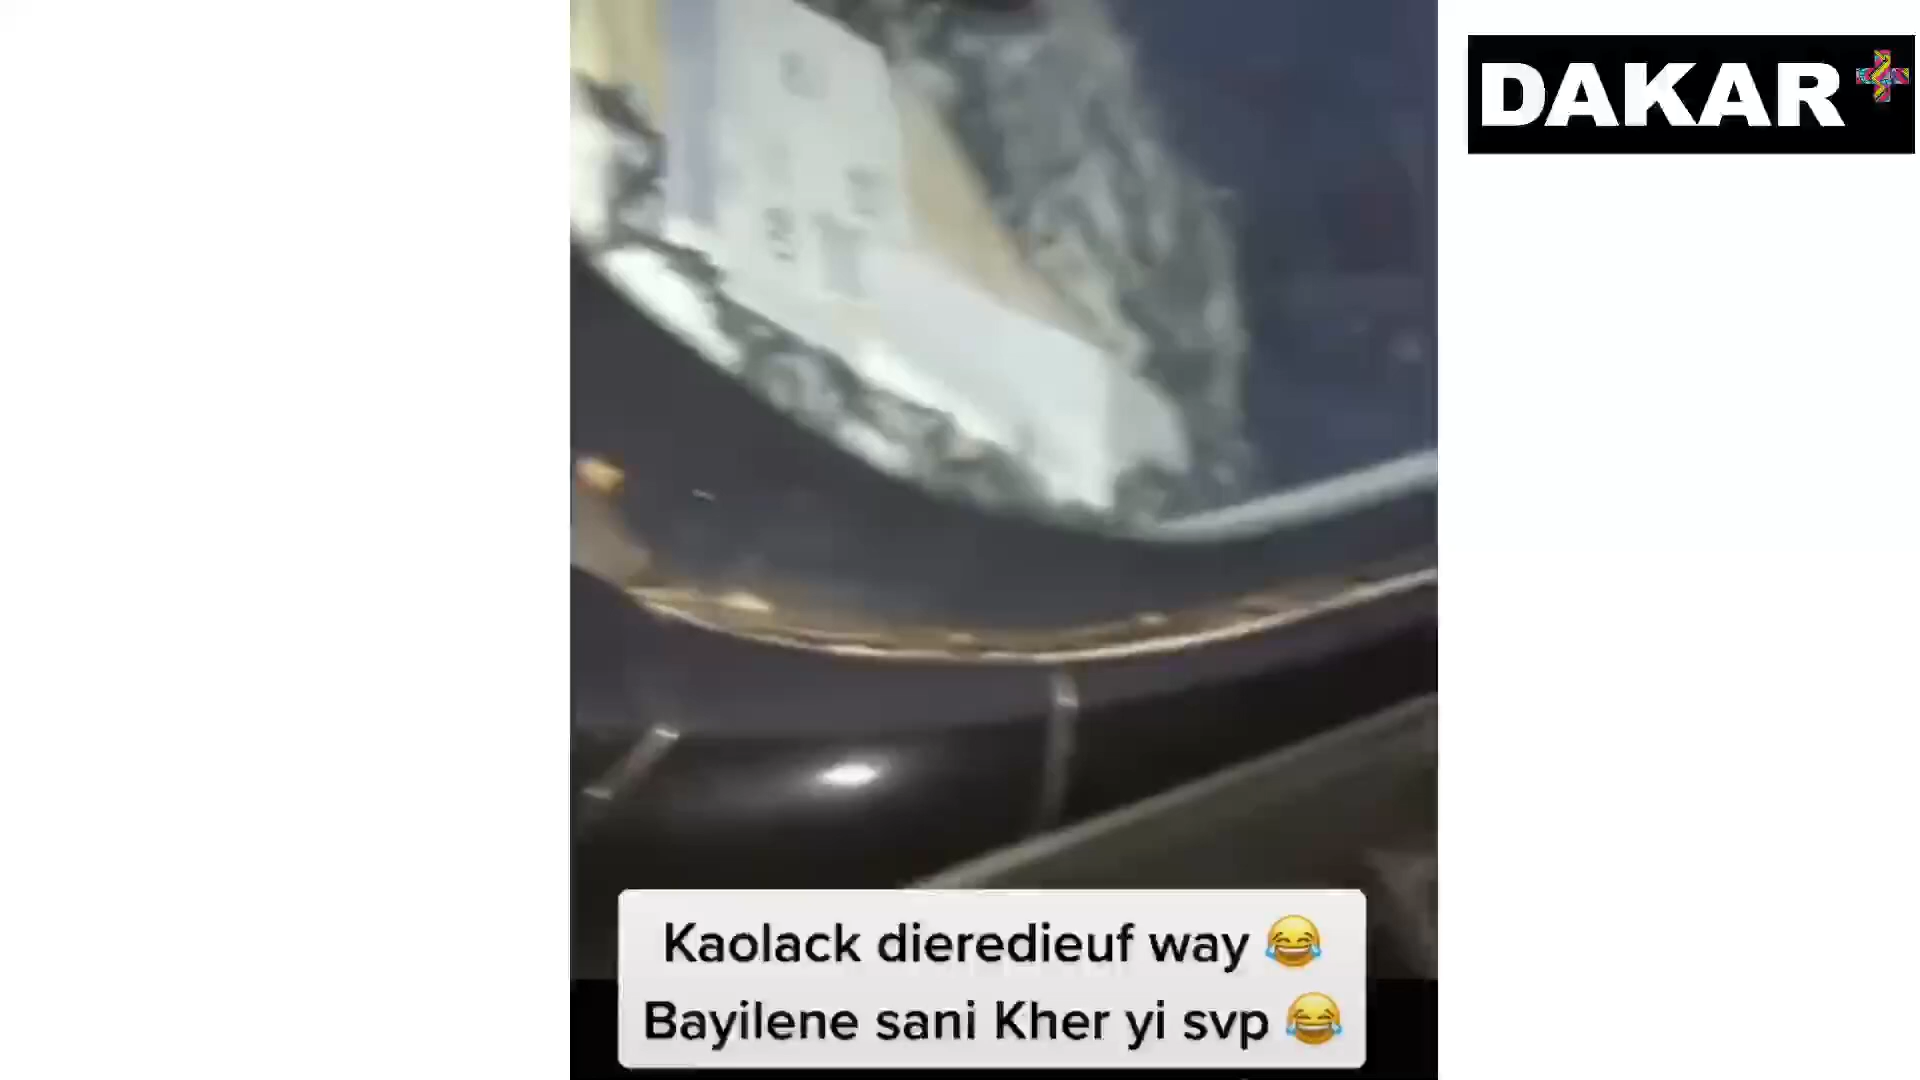 DAKAR
Kaolack dieredieuf way 😂
Bayilene sani Kher yi svp 😂